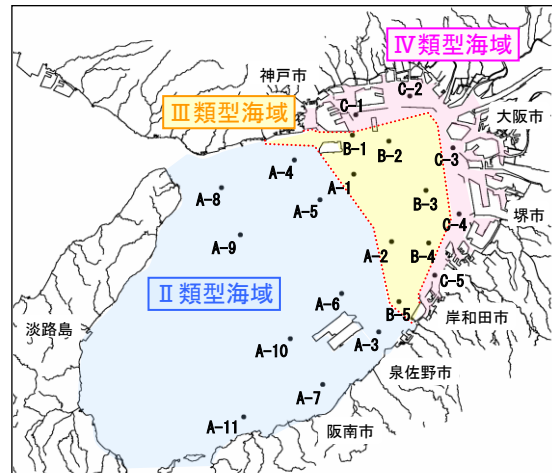 Ⅳ類型海域
神戸市
C-2
C-1
Ⅲ類型海域
大阪市
B-1
B-2
C-3
A-4
A-1
A-8
B-3
A-5
C-4
堺市
A-9
A-2
B-4
C-5
Ⅱ類型海域
A-6
B-5
岸和田市
淡路島
A-10
A-3
泉佐野市
A-7
A-11
阪南市